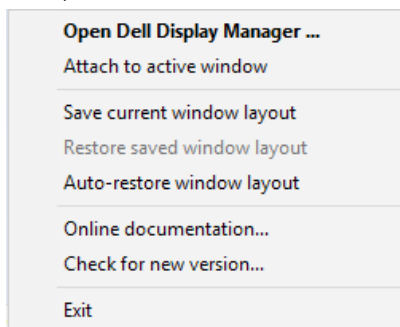 Open Dell Display Manager ...
Attach to active window
Save current window layout
Restore saved window layout
Auto-restore window layout
Online documentation...
Check for new version...
Exit